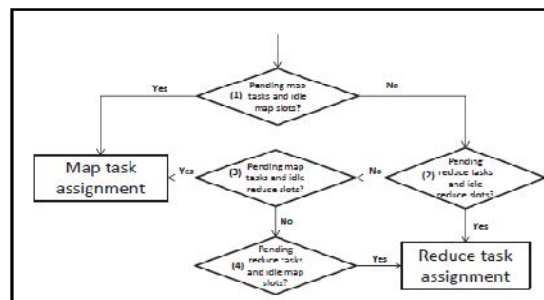 Yes
No
Pending map
(1) tasks and idle
map slots?
Map task
assignment
Yes
Pending map
(3) tasks and idle
reduce slots?
No
Pending
reduce tasks
(2) and idle
reduce slots?
No
Yes
Pending
reduce tasks
(4) and idle map
slots?
Yes
Reduce task
assignment